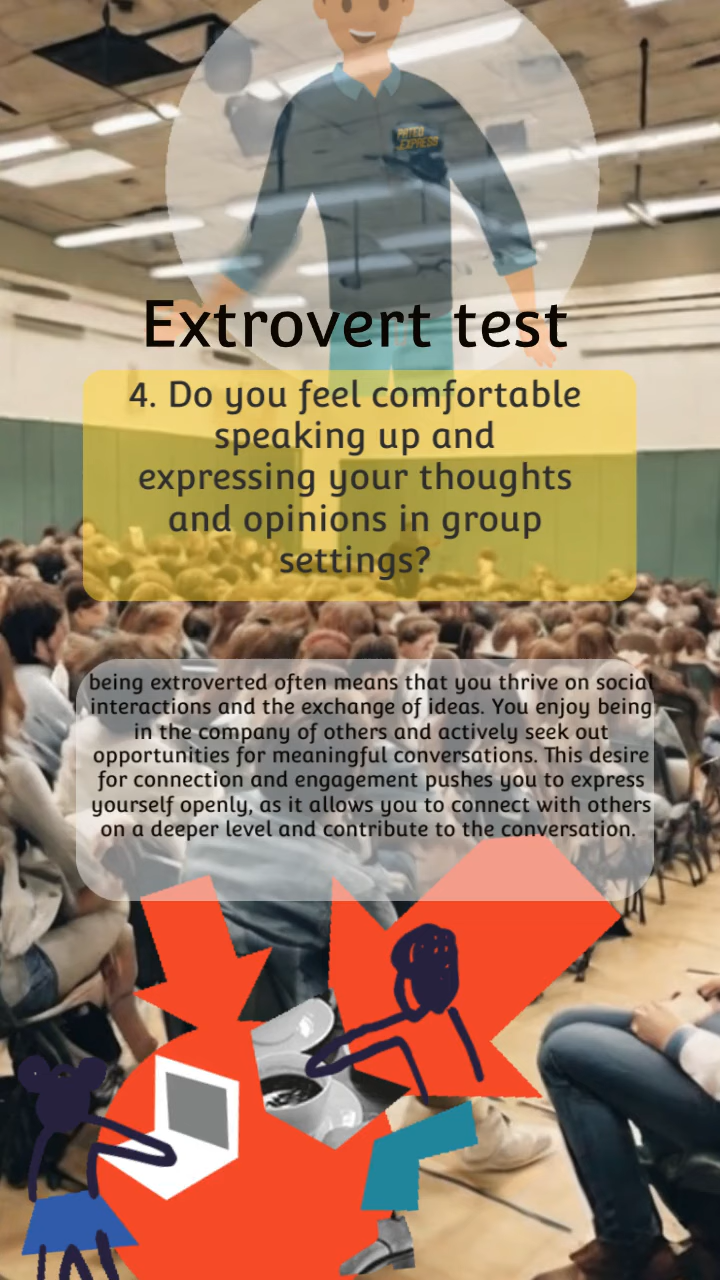 PATEO
EXPRESS
Extrovert test
4. Do you feel comfortable
speaking up and
expressing your thoughts
and opinions in group
settings?
being extroverted often means that you thrive on social
interactions and the exchange of ideas. You enjoy being
in the company of others and actively seek out
opportunities for meaningful conversations. This desire
for connection and engagement pushes you to express
yourself openly, as it allows you to connect with others
on a deeper level and contribute to the conversation.